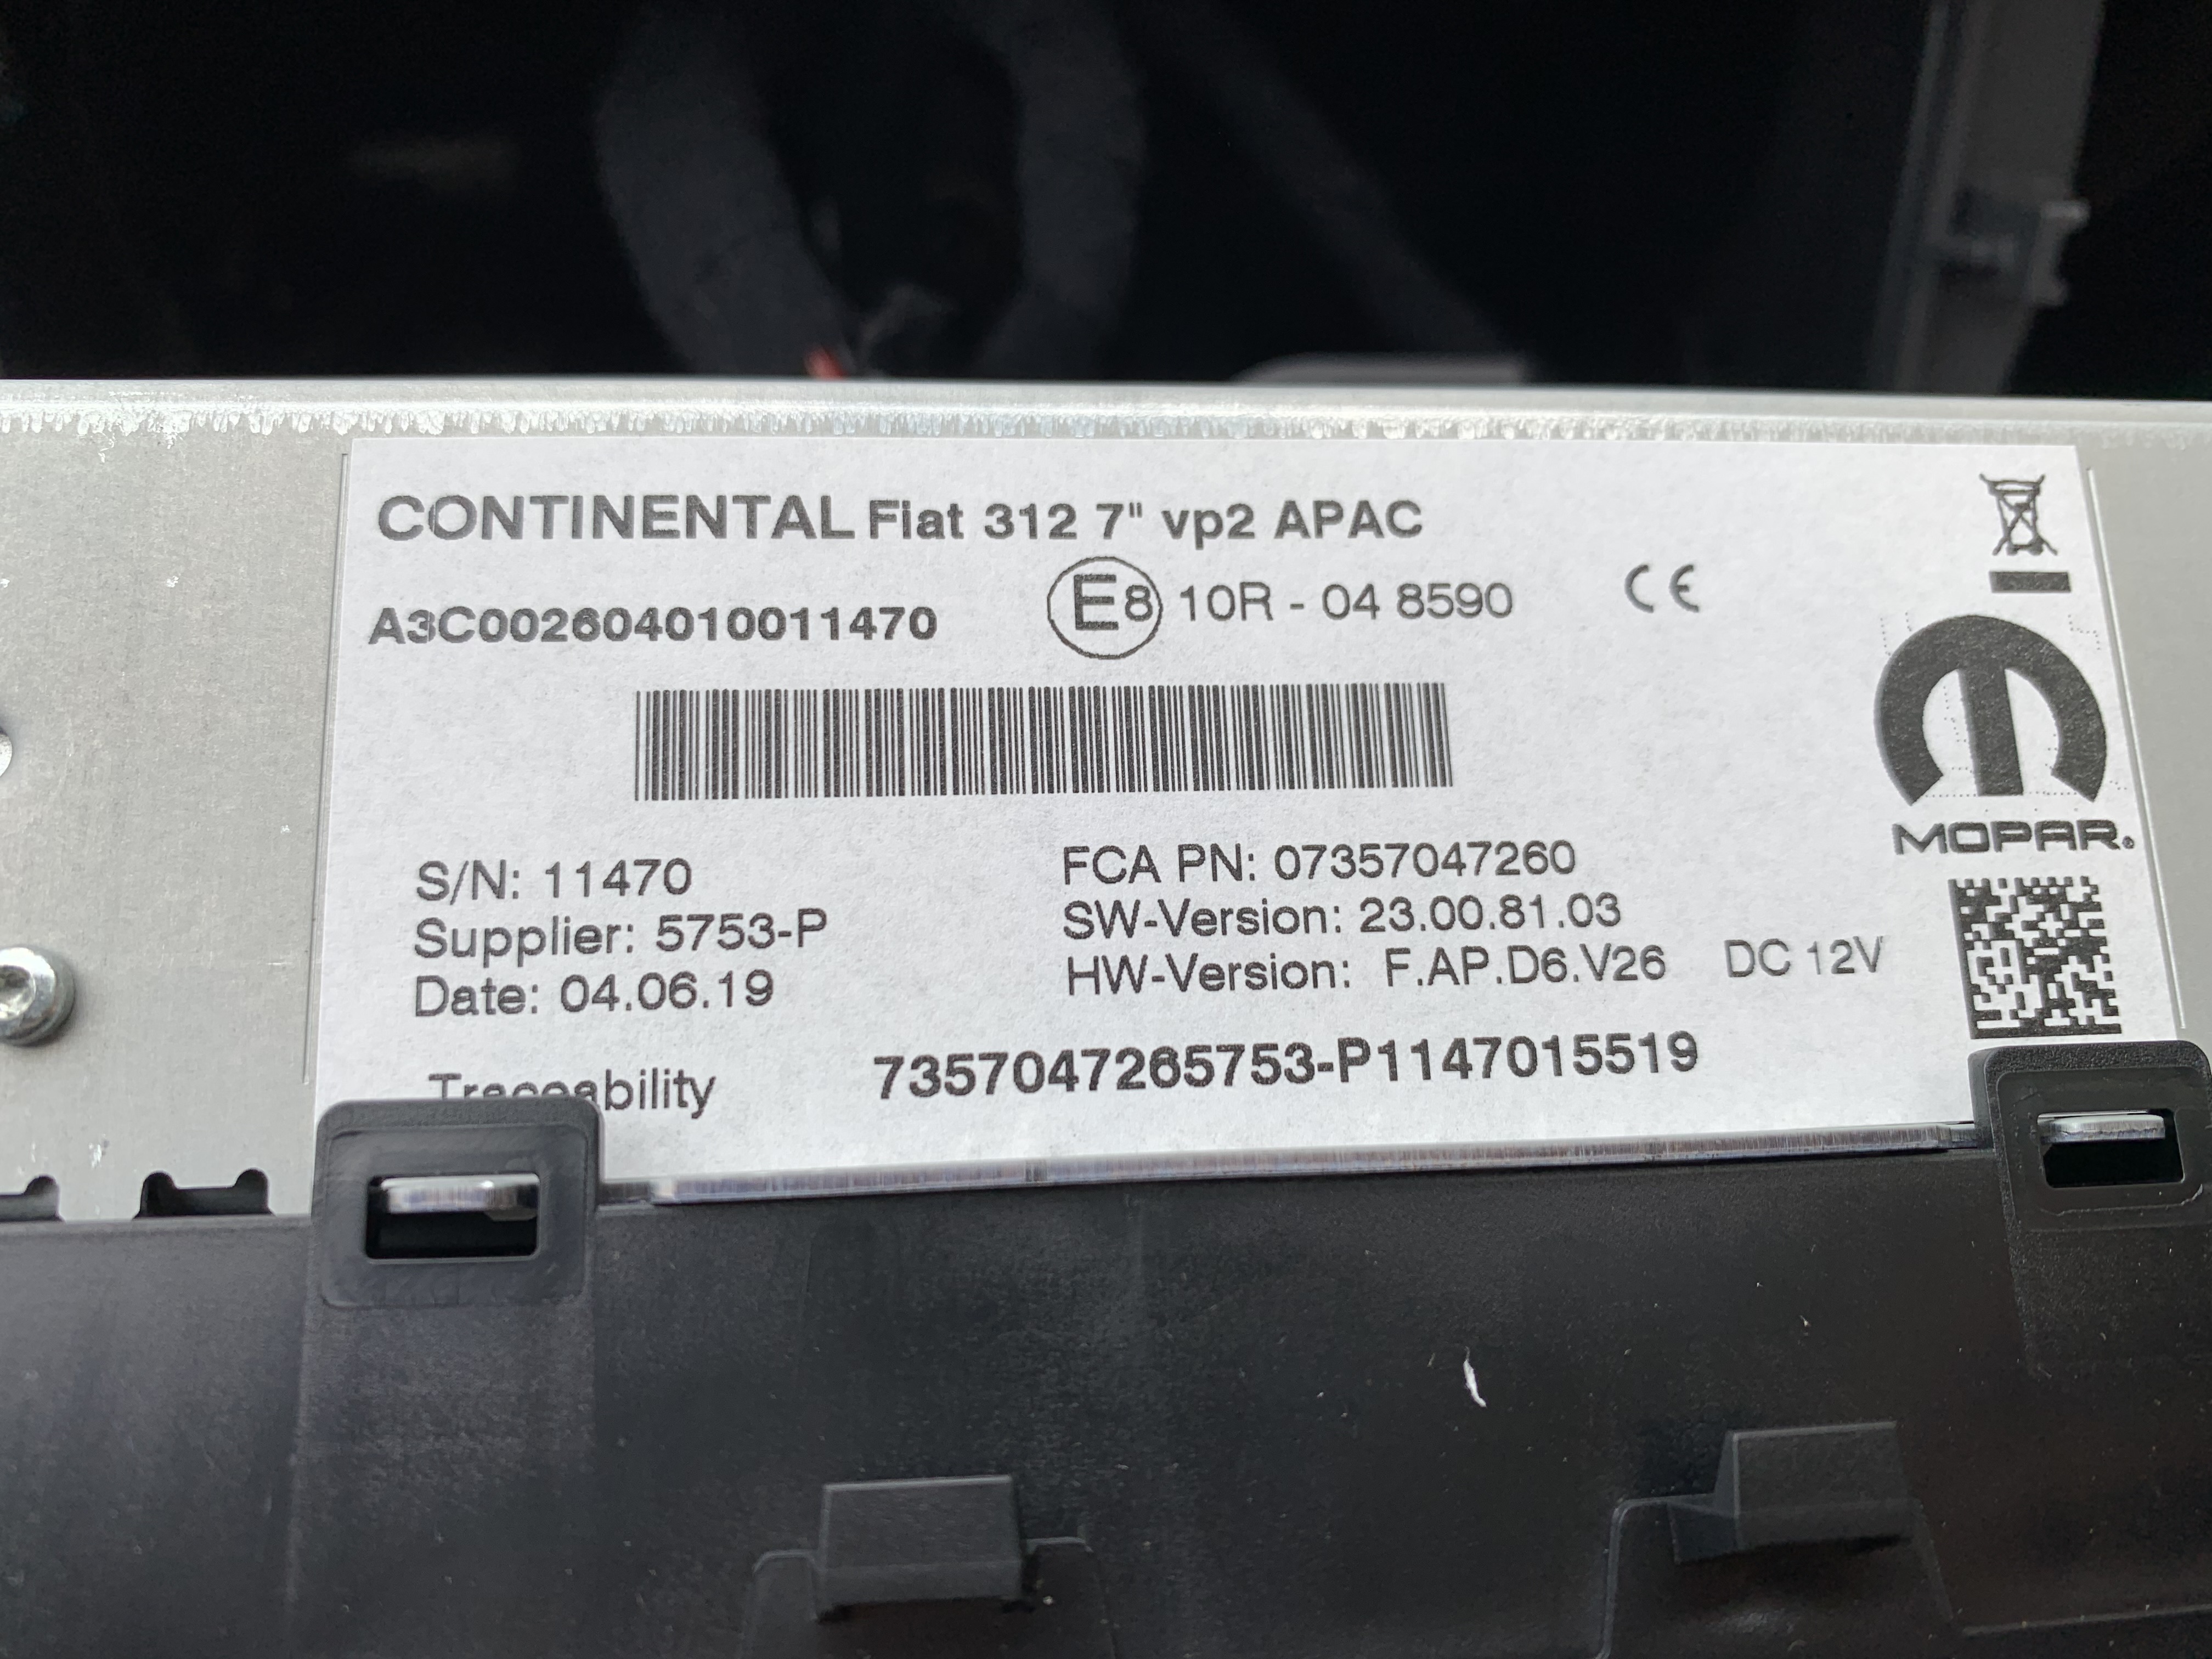 CONTINENTAL Fiat 312 7" vp2 APAC
A3C002604010011470
E8 10R - 04 8590
CE
MOPAR.
S/N: 11470
Supplier: 5753-P
Date: 04.06.19
FCA PN: 07357047260
SW-Version: 23.00.81.03
HW-Version: F.AP.D6.V26 DC 12V
Traceability 7357047265753-P1147015519